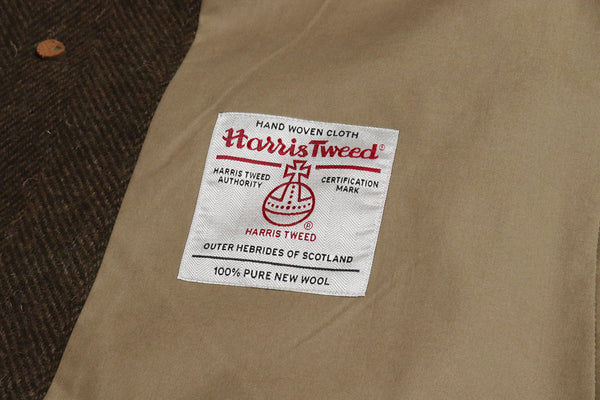 HAND WOVEN CLOTH
Harris Tweed®
HARRIS TWEED AUTHORITY
CERTIFICATION MARK
®
HARRIS TWEED
OUTER HEBRIDES OF SCOTLAND
100% PURE NEW WOOL